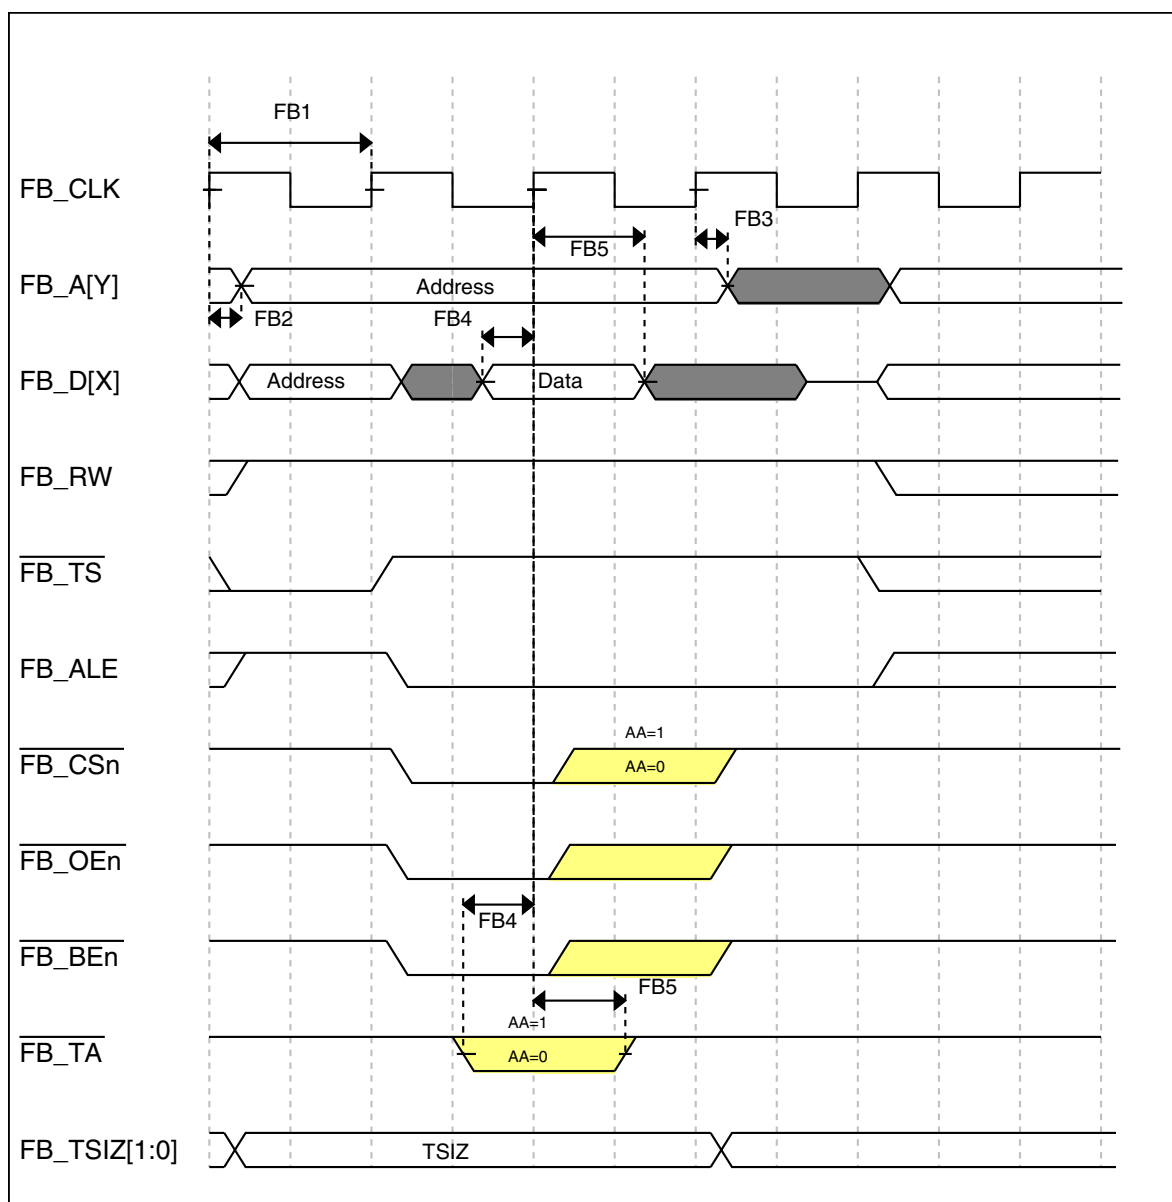 FB1
FB_CLK
FB3
FB5
FB_A[Y]
Address
FB2
FB4
FB_D[X]
Address
Data
FB_RW
FB_TS
FB_ALE
AA=1
FB_CSn
AA=0
FB_OEn
FB4
FB_BEn
FB5
AA=1
FB_TA
AA=0
FB_TSIZ[1:0]
TSIZ